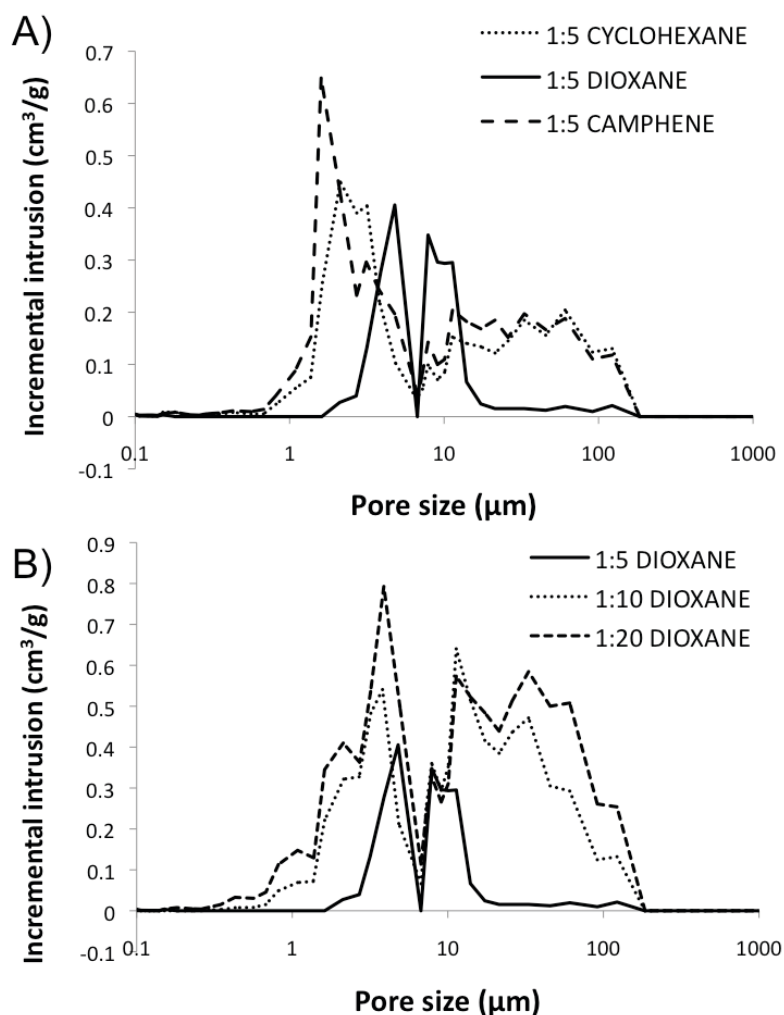 A)
1:5 CYCLOHEXANE
1:5 DIOXANE
1:5 CAMPHENE
Incremental intrusion (cm³/g)
0.7
0.6
0.5
0.4
0.3
0.2
0.1
0
-0.1
0.1 1 10 100 1000
Pore size (µm)
B)
1:5 DIOXANE
1:10 DIOXANE
1:20 DIOXANE
Incremental intrusion (cm³/g)
0.9
0.8
0.7
0.6
0.5
0.4
0.3
0.2
0.1
0
-0.1
0.1 1 10 100 1000
Pore size (µm)